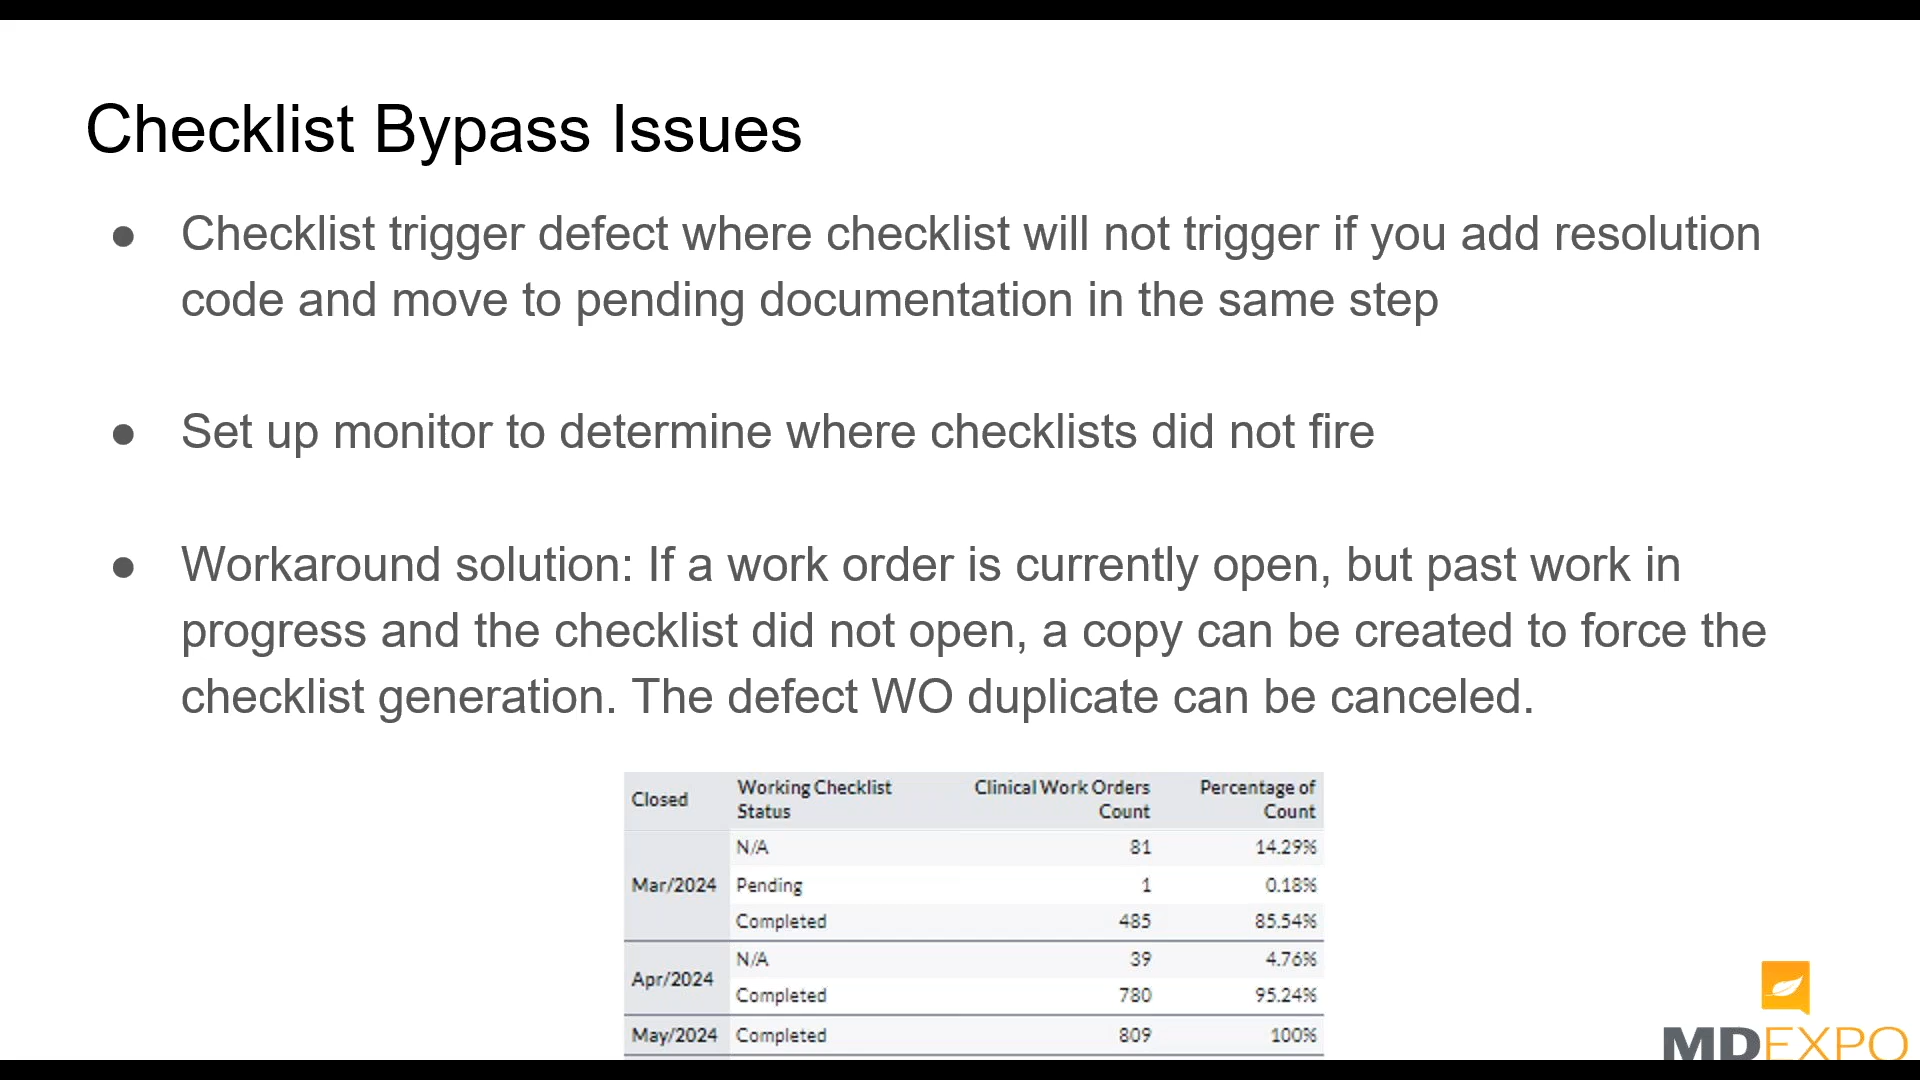 Checklist Bypass Issues
● Checklist trigger defect where checklist will not trigger if you add resolution
code and move to pending documentation in the same step
● Set up monitor to determine where checklists did not fire
● Workaround solution: If a work order is currently open, but past work in
progress and the checklist did not open, a copy can be created to force the
checklist generation. The defect WO duplicate can be canceled.
Closed Working Checklist Status Clinical Work Orders Count Percentage of Count
Mar/2024 N/A 81 14.29%
Pending 1 0.18%
Completed 485 85.54%
Apr/2024 N/A 39 4.76%
Completed 780 95.24%
May/2024 Completed 809 100%
MDEXPO